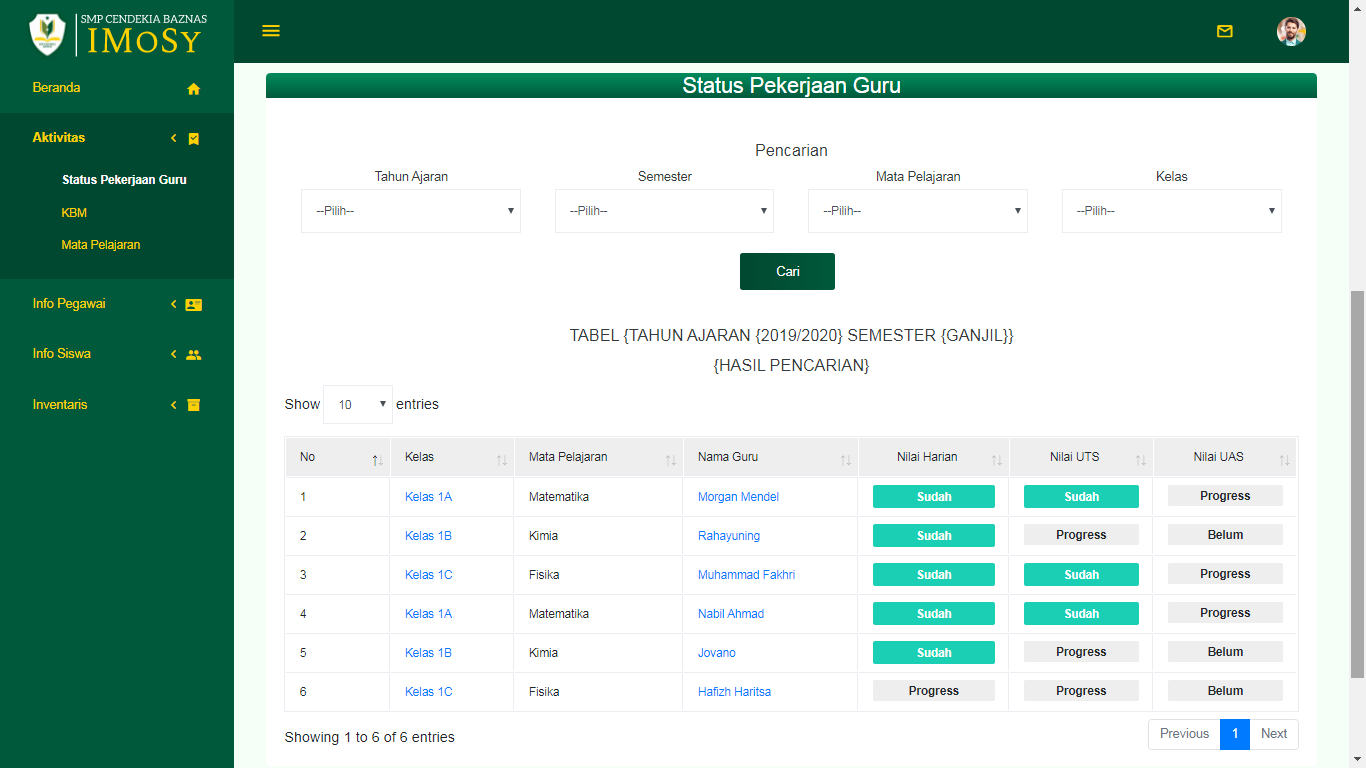 SMP CENDEKIA BAZNAS
IMoSy
Beranda
Aktivitas
Status Pekerjaan Guru
KBM
Mata Pelajaran
Info Pegawai
Info Siswa
Inventaris
Status Pekerjaan Guru
Pencarian
Tahun Ajaran Semester Mata Pelajaran Kelas
--Pilih-- --Pilih-- --Pilih-- --Pilih--
Cari
TABEL {TAHUN AJARAN {2019/2020} SEMESTER {GANJIL}}
{HASIL PENCARIAN}
Show 10 entries
No Kelas Mata Pelajaran Nama Guru Nilai Harian Nilai UTS Nilai UAS
1 Kelas 1A Matematika Morgan Mendel Sudah Sudah Progress
2 Kelas 1B Kimia Rahayuning Sudah Progress Belum
3 Kelas 1C Fisika Muhammad Fakhri Sudah Sudah Progress
4 Kelas 1A Matematika Nabil Ahmad Sudah Sudah Progress
5 Kelas 1B Kimia Jovano Sudah Progress Belum
6 Kelas 1C Fisika Hafizh Haritsa Progress Progress Belum
Showing 1 to 6 of 6 entries
Previous 1 Next